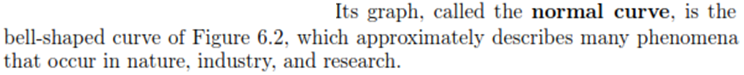 Its graph, called the normal curve, is the
bell-shaped curve of Figure 6.2, which approximately describes many phenomena
that occur in nature, industry, and research.